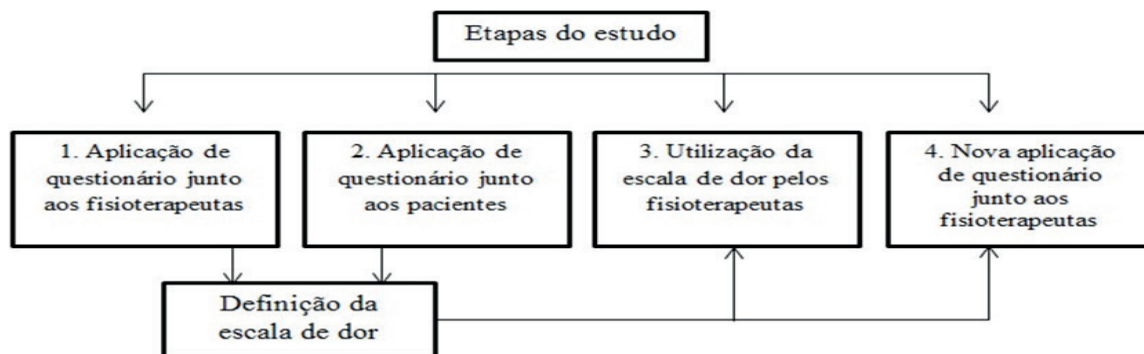 Etapas do estudo
1. Aplicação de
questionário junto
aos fisioterapeutas
2. Aplicação de
questionário junto
aos pacientes
3. Utilização da
escala de dor pelos
fisioterapeutas
4. Nova aplicação
de questionário
junto aos
fisioterapeutas
Definição da
escala de dor